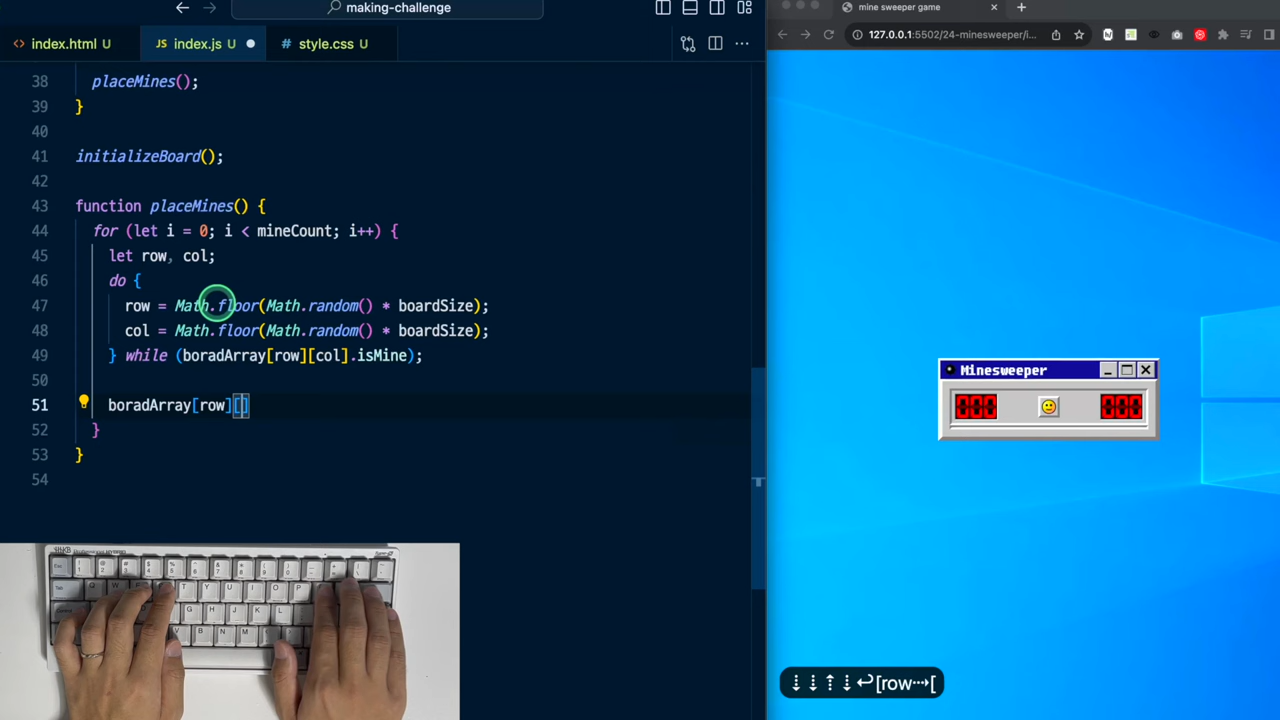 making-challenge
mine sweeper game
index.html U
index.js U
style.css U
127.0.0.1:5502/24-minesweeper/i...
38 placeMines();
39 }
40
41 initializeBoard();
42
43 function placeMines() {
44 for (let i = 0; i < mineCount; i++) {
45 let row, col;
46 do {
47 row = Math.floor(Math.random() * boardSize);
48 col = Math.floor(Math.random() * boardSize);
49 } while (boradArray[row][col].isMine);
50
51 boradArray[row][]
52 }
53 }
54
Minesweeper
000
000
⇣⇣⇡⇣↩[row⇢[